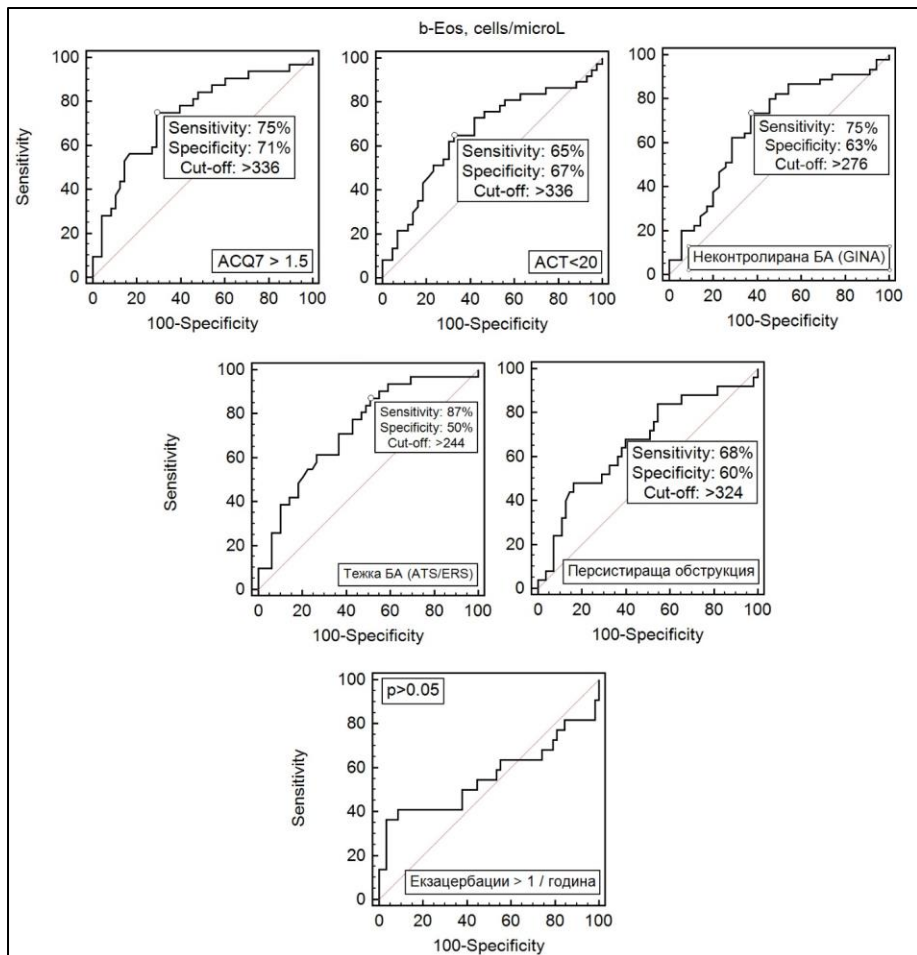 b-Eos, cells/microL
100
80
60
40
20
0
Sensitivity
Sensitivity: 75%
Specificity: 71%
Cut-off: >336
ACQ7 > 1.5
0 20 40 60 80 100
100-Specificity
100
80
60
40
20
0
Sensitivity: 65%
Specificity: 67%
Cut-off: >336
ACT<20
0 20 40 60 80 100
100-Specificity
100
80
60
40
20
0
Sensitivity: 75%
Specificity: 63%
Cut-off: >276
Неконтролирана БА (GINA)
0 20 40 60 80 100
100-Specificity
100
80
60
40
20
0
Sensitivity
Sensitivity: 87%
Specificity: 50%
Cut-off: >244
Тежка БА (ATS/ERS)
0 20 40 60 80 100
100-Specificity
100
80
60
40
20
0
Sensitivity
Sensitivity: 68%
Specificity: 60%
Cut-off: >324
Персистираща обструкция
0 20 40 60 80 100
100-Specificity
100
80
60
40
20
0
Sensitivity
p>0.05
Екзацербации > 1 / година
0 20 40 60 80 100
100-Specificity